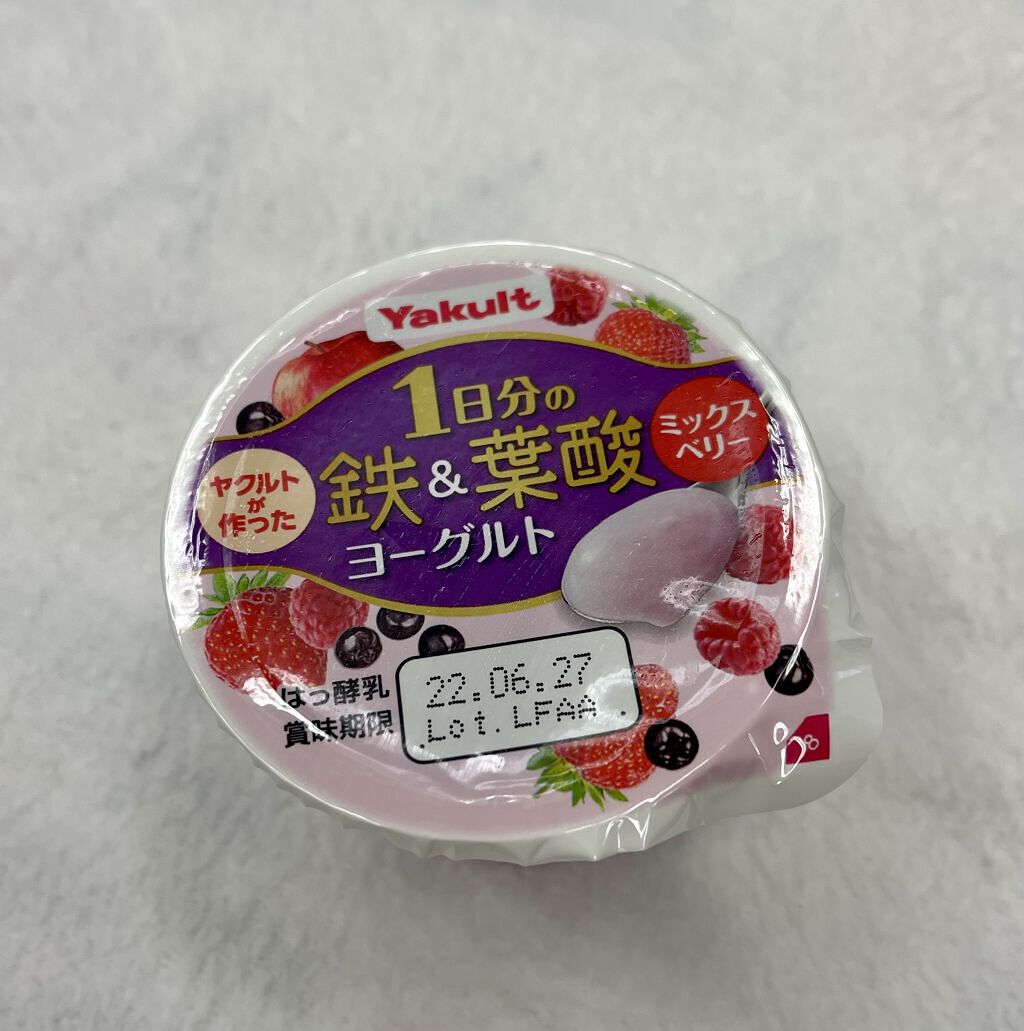 Yakult
1日分の
鉄&葉酸
ヨーグルト
ミックス
ベリー
ヤクルト
が
作った
はっ酵乳
賞味期限
22.06.27
Lot.LFAA